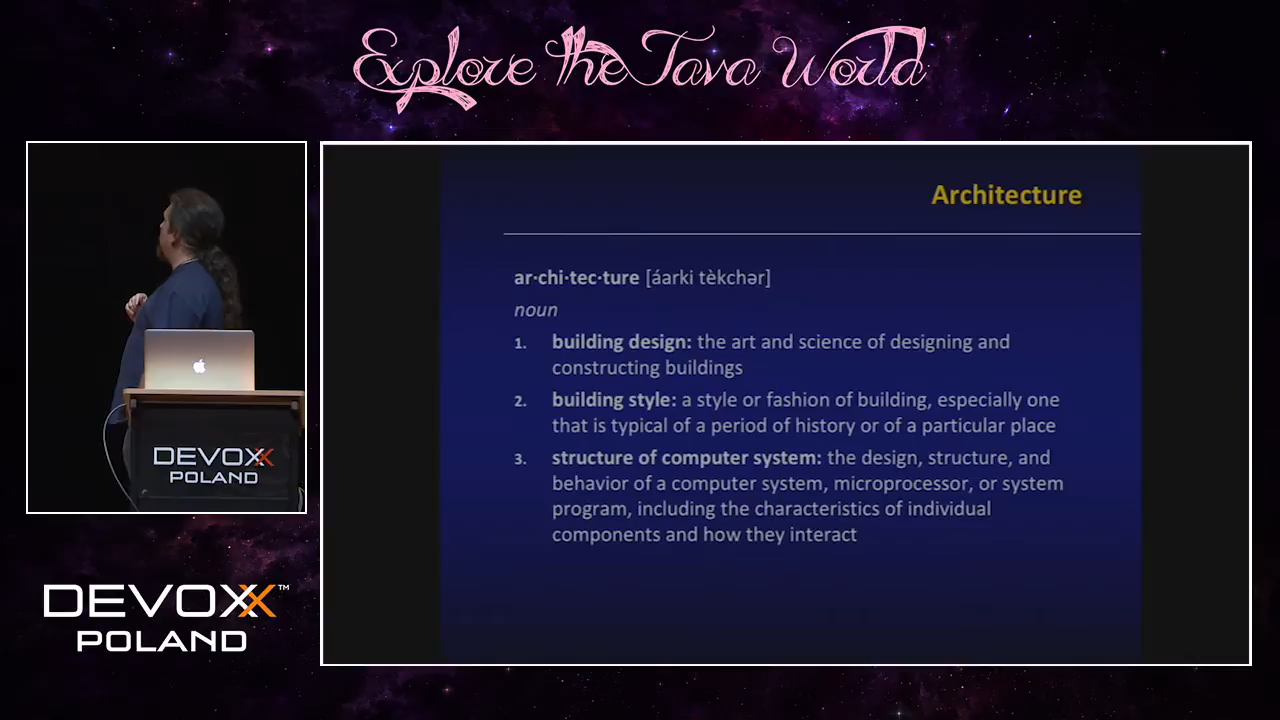 Explore the Java World
Architecture
ar·chi·tec·ture [áarki tèkchər]
noun
1. building design: the art and science of designing and
constructing buildings
2. building style: a style or fashion of building, especially one
that is typical of a period of history or of a particular place
3. structure of computer system: the design, structure, and
behavior of a computer system, microprocessor, or system
program, including the characteristics of individual
components and how they interact
DEVOXX
POLAND
DEVOXX™
POLAND